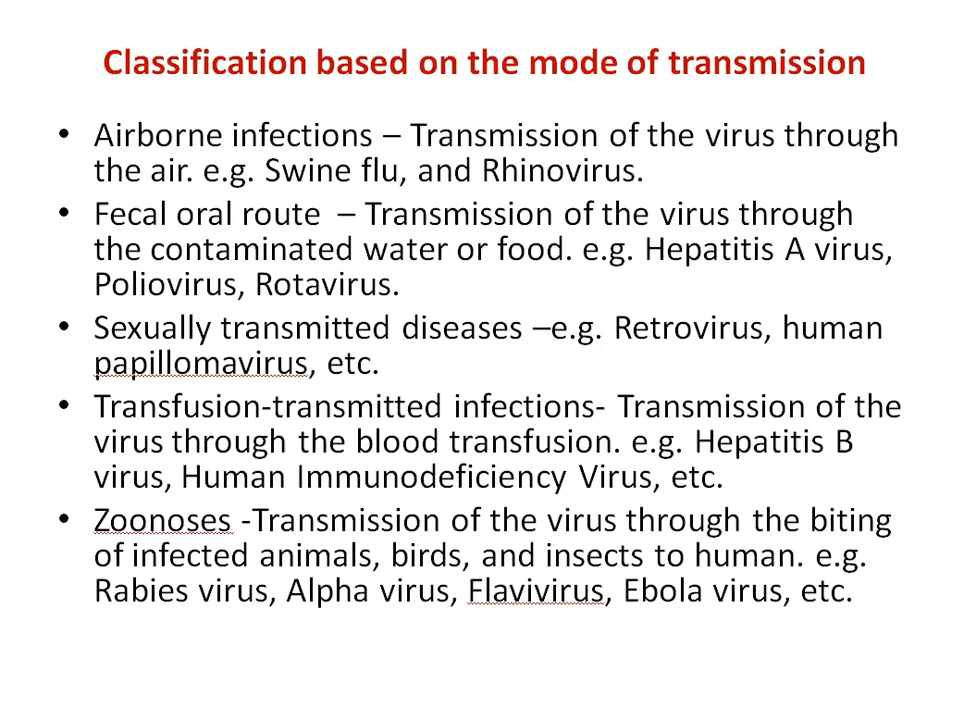 Classification based on the mode of transmission
• Airborne infections – Transmission of the virus through
the air. e.g. Swine flu, and Rhinovirus.
• Fecal oral route – Transmission of the virus through
the contaminated water or food. e.g. Hepatitis A virus,
Poliovirus, Rotavirus.
• Sexually transmitted diseases –e.g. Retrovirus, human
papillomavirus, etc.
• Transfusion-transmitted infections- Transmission of the
virus through the blood transfusion. e.g. Hepatitis B
virus, Human Immunodeficiency Virus, etc.
• Zoonoses -Transmission of the virus through the biting
of infected animals, birds, and insects to human. e.g.
Rabies virus, Alpha virus, Flavivirus, Ebola virus, etc.